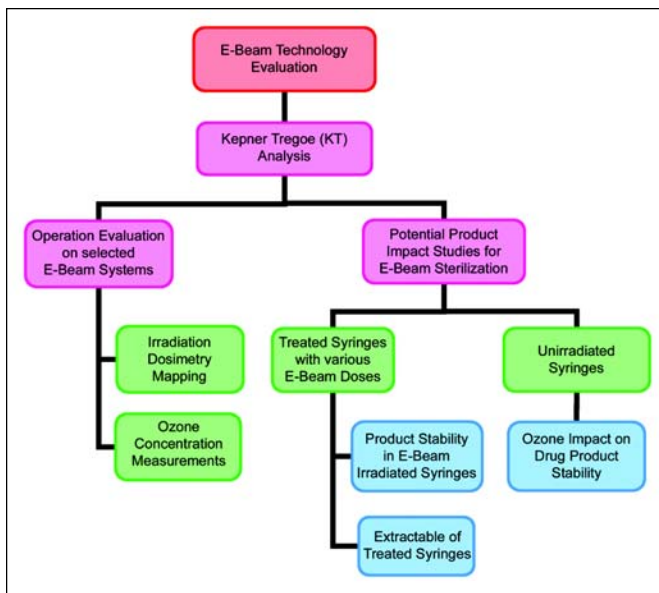 E-Beam Technology
Evaluation
Kepner Tregoe (KT)
Analysis
Operation Evaluation
on selected
E-Beam Systems
Potential Product
Impact Studies for
E-Beam Sterilization
Irradiation
Dosimetry
Mapping
Treated Syringes
with various
E-Beam Doses
Unirradiated
Syringes
Ozone
Concentration
Measurements
Product Stability
in E-Beam
Irradiated Syringes
Ozone Impact on
Drug Product
Stability
Extractable of
Treated Syringes